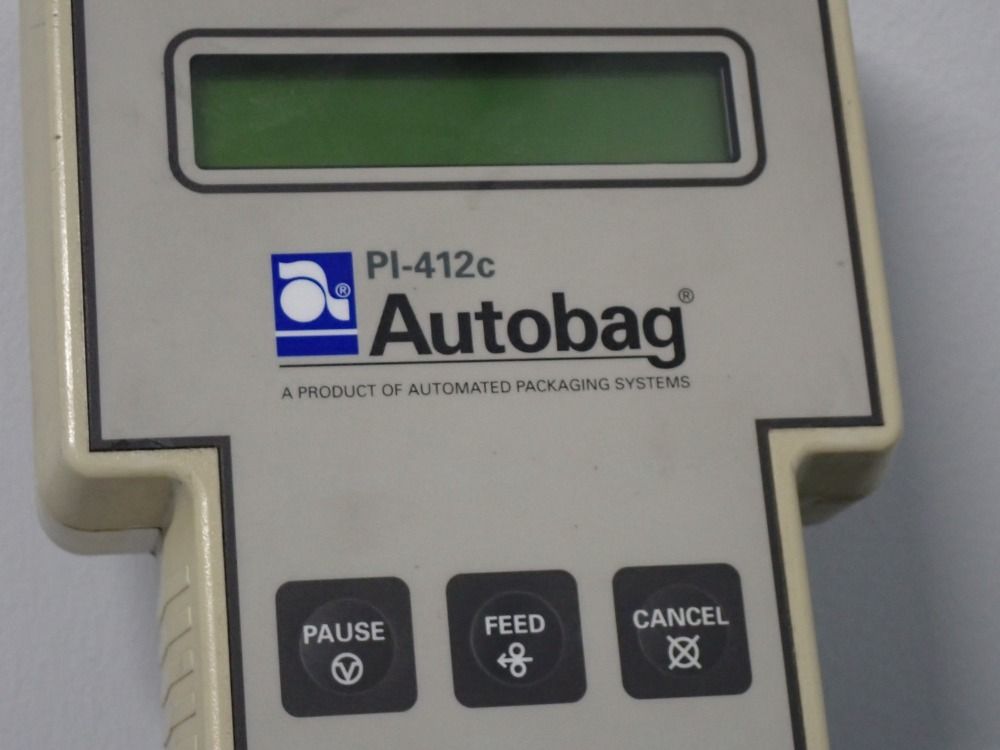 PI-412c
Autobag®
®
A PRODUCT OF AUTOMATED PACKAGING SYSTEMS
PAUSE FEED CANCEL